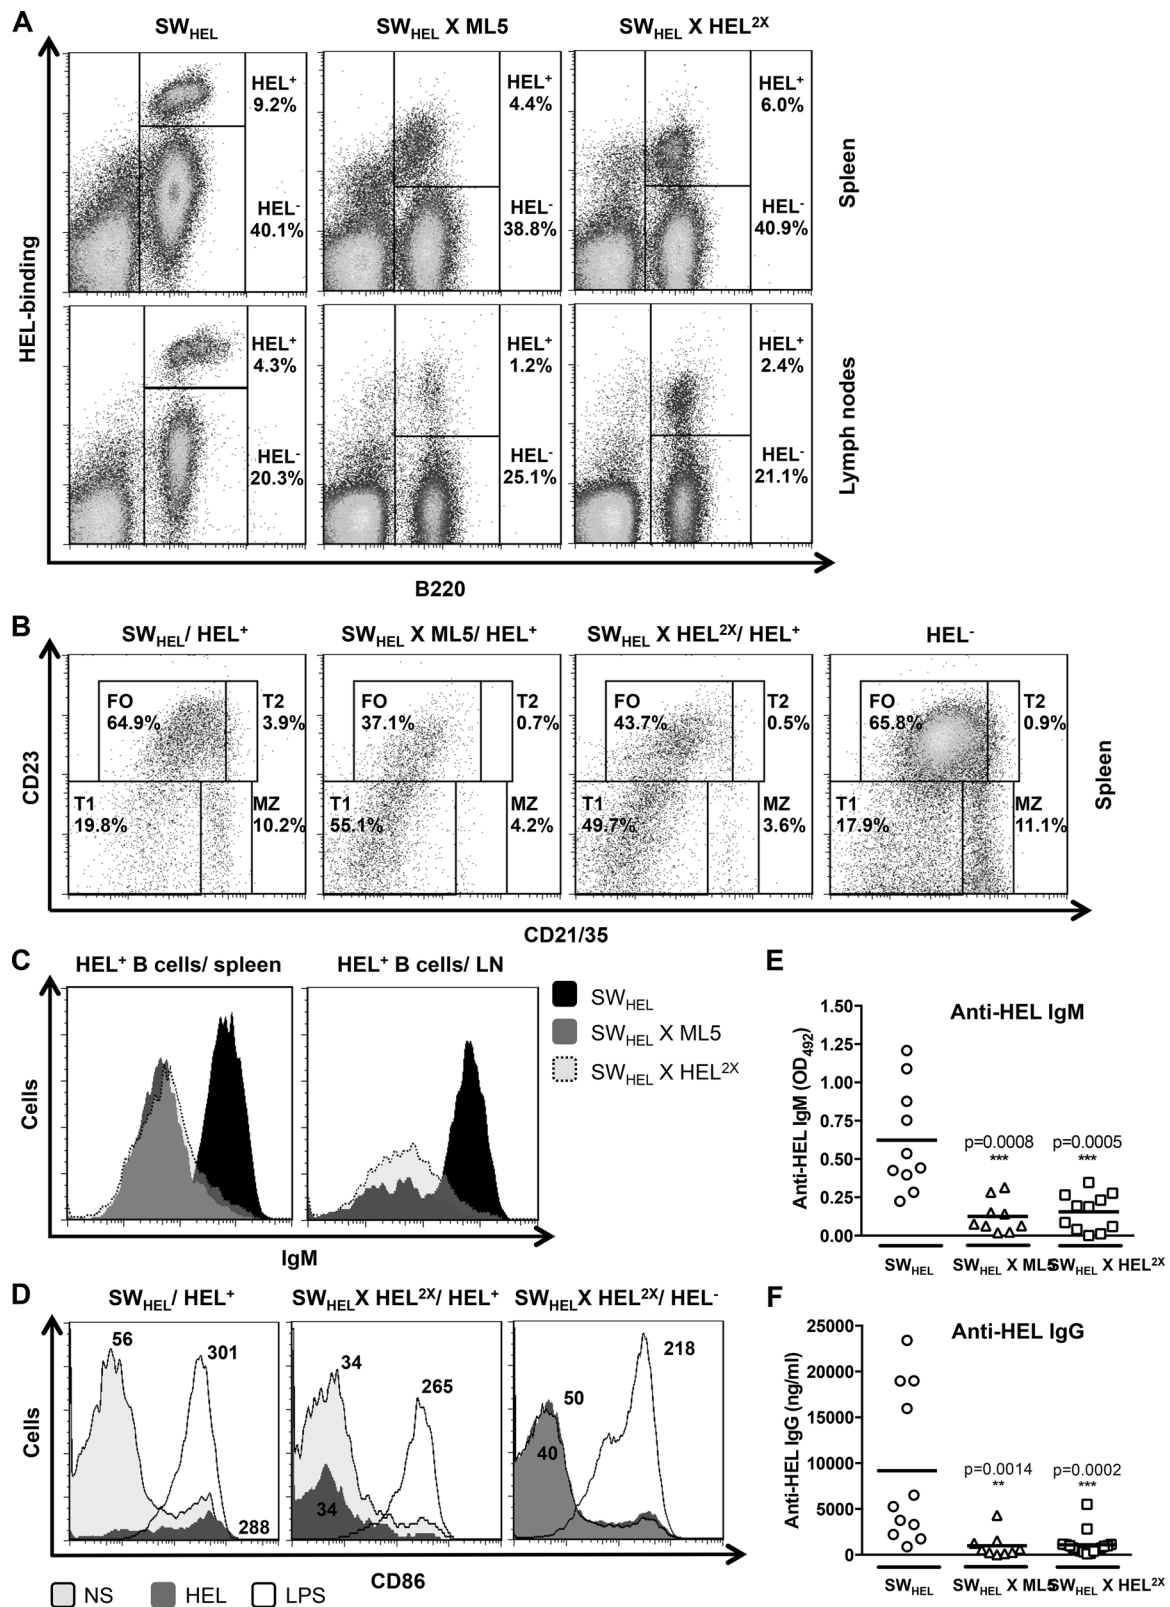 A
SWHEL
SWHEL X ML5
SWHEL X HEL2X
HEL+
9.2%
HEL-
40.1%
HEL+
4.4%
HEL-
38.8%
HEL+
6.0%
HEL-
40.9%
Spleen
HEL+
4.3%
HEL-
20.3%
HEL+
1.2%
HEL-
25.1%
HEL+
2.4%
HEL-
21.1%
Lymph nodes
HEL-binding
B220
B
SWHEL/ HEL+
SWHEL X ML5/ HEL+
SWHEL X HEL2X/ HEL+
HEL-
FO
64.9%
T2
3.9%
T1
19.8%
MZ
10.2%
FO
37.1%
T2
0.7%
T1
55.1%
MZ
4.2%
FO
43.7%
T2
0.5%
T1
49.7%
MZ
3.6%
FO
65.8%
T2
0.9%
T1
17.9%
MZ
11.1%
CD23
Spleen
CD21/35
C
HEL+ B cells/ spleen
HEL+ B cells/ LN
SWHEL
SWHEL X ML5
SWHEL X HEL2X
Cells
IgM
D
SWHEL/ HEL+
SWHELX HEL2X/ HEL+
SWHELX HEL2X/ HEL-
56
301
288
34
265
34
50
218
40
Cells
CD86
NS
HEL
LPS
E
Anti-HEL IgM
Anti-HEL IgM (OD492)
1.50
1.25
1.00
0.75
0.50
0.25
0.00
p=0.0008
***
p=0.0005
***
SWHEL
SWHEL X ML5
SWHEL X HEL2X
F
Anti-HEL IgG
Anti-HEL IgG (ng/ml)
25000
20000
15000
10000
5000
0
p=0.0014
**
p=0.0002
***
SWHEL
SWHEL X ML5
SWHEL X HEL2X